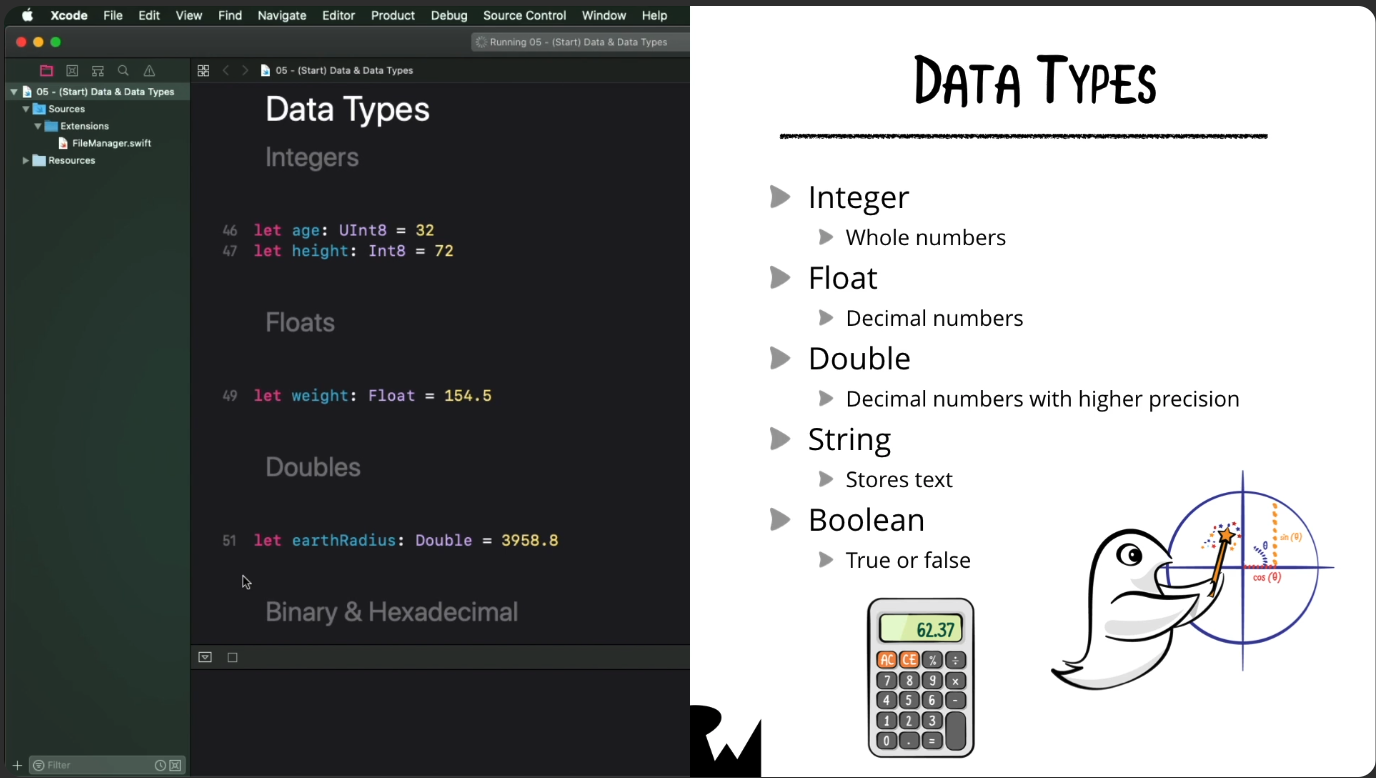 Xcode File Edit View Find Navigate Editor Product Debug Source Control Window Help
Running 05 - (Start) Data & Data Types
05 - (Start) Data & Data Types
Sources
Extensions
FileManager.swift
Resources
Filter
05 - (Start) Data & Data Types
Data Types
Integers
46 let age: UInt8 = 32
47 let height: Int8 = 72
Floats
49 let weight: Float = 154.5
Doubles
51 let earthRadius: Double = 3958.8
Binary & Hexadecimal
DATA TYPES
Integer
Whole numbers
Float
Decimal numbers
Double
Decimal numbers with higher precision
String
Stores text
Boolean
True or false
62.37
AC CE % ÷
7 8 9 ×
4 5 6 -
1 2 3
0 . =
θ
sin (θ)
cos (θ)
RW